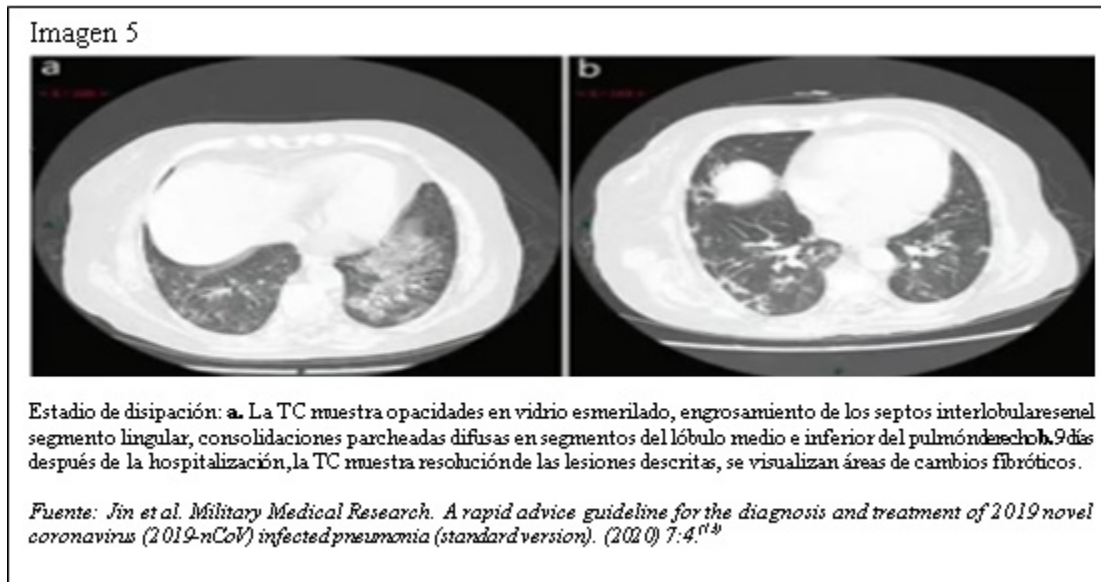 Imagen 5
a
b
Estadio de disipación: a. La TC muestra opacidades en vidrio esmerilado, engrosamiento de los septos interlobularesenel
segmento lingular, consolidaciones parcheadas difusas en segmentos del lóbulo medio e inferior del pulmónderechob.9días
después de la hospitalización,la TC muestra resolución de las lesiones descritas, se visualizan áreas de cambios fibróticos.
Fuente: Jin et al. Military Medical Research. A rapid advice guideline for the diagnosis and treatment of 2019 novel
coronavirus (2019-nCoV) infected pneumonia (standard version). (2020) 7:4.